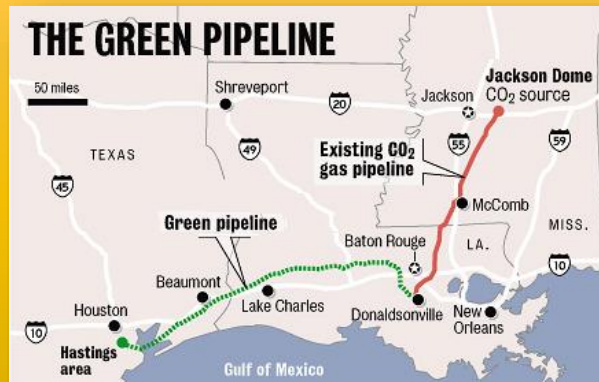 THE GREEN PIPELINE
50 miles
Shreveport
20
Jackson
Jackson Dome
CO₂ source
TEXAS
49
Existing CO₂
gas pipeline
55
59
45
McComb
Green pipeline
MISS.
Baton Rouge
LA.
10
Beaumont
Houston
Lake Charles
Donaldsonville
New
Orleans
10
Hastings
area
Gulf of Mexico